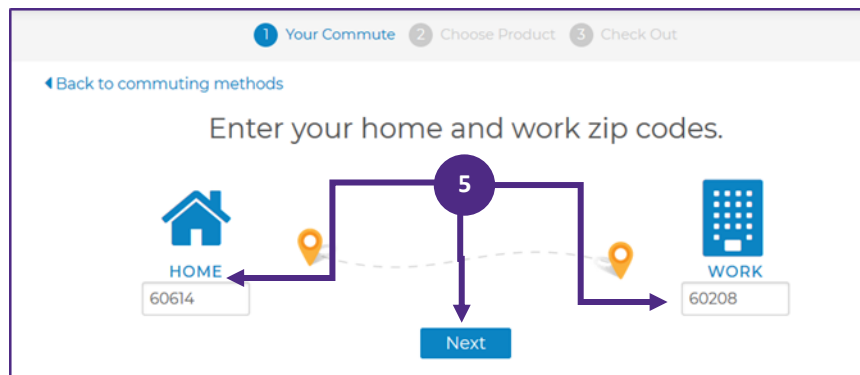 1 Your Commute 2 Choose Product 3 Check Out
Back to commuting methods
Enter your home and work zip codes.
5
HOME
60614
WORK
60208
Next